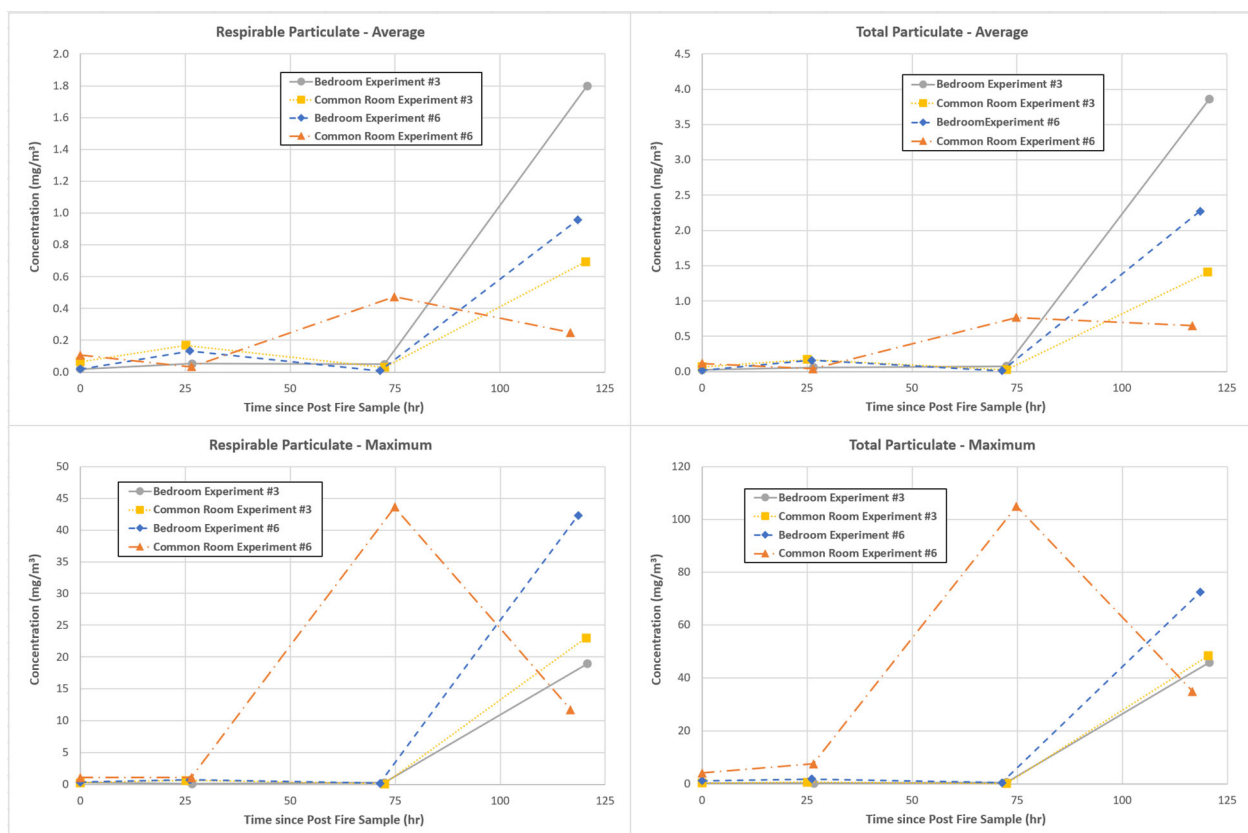 Respirable Particulate - Average
2.0
1.8
1.6
1.4
1.2
1.0
0.8
0.6
0.4
0.2
0.0
Concentration (mg/m³)
Bedroom Experiment #3
Common Room Experiment #3
Bedroom Experiment #6
Common Room Experiment #6
0 25 50 75 100 125
Time since Post Fire Sample (hr)
Total Particulate - Average
4.5
4.0
3.5
3.0
2.5
2.0
1.5
1.0
0.5
0.0
Concentration (mg/m³)
Bedroom Experiment #3
Common Room Experiment #3
BedroomExperiment #6
Common Room Experiment #6
0 25 50 75 100 125
Time since Post Fire Sample (hr)
Respirable Particulate - Maximum
50
45
40
35
30
25
20
15
10
5
0
Concentration (mg/m³)
Bedroom Experiment #3
Common Room Experiment #3
Bedroom Experiment #6
Common Room Experiment #6
0 25 50 75 100 125
Time since Post Fire Sample (hr)
Total Particulate - Maximum
120
100
80
60
40
20
0
Concentration (mg/m³)
Bedroom Experiment #3
Common Room Experiment #3
Bedroom Experiment #6
Common Room Experiment #6
0 25 50 75 100 125
Time since Post Fire Sample (hr)